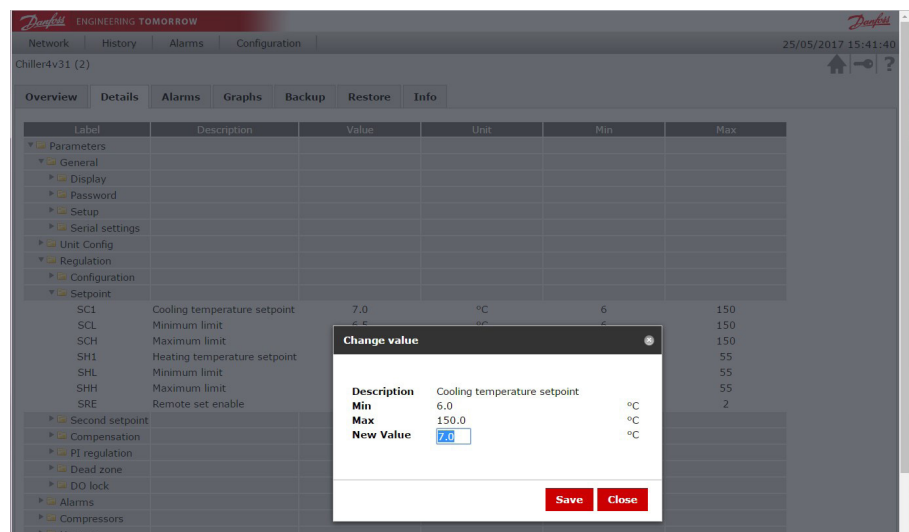 Danfoss ENGINEERING TOMORROW Danfoss
Network History Alarms Configuration 25/05/2017 15:41:40
Chiller4v31 (2) ?
Overview Details Alarms Graphs Backup Restore Info
Label Description Value Unit Min Max
Parameters
General
Display
Password
Setup
Serial settings
Unit Config
Regulation
Configuration
Setpoint
SC1 Cooling temperature setpoint 7.0 °C 6 150
SCL Minimum limit 6.5 °C 6 150
SCH Maximum limit 150
SH1 Heating temperature setpoint 55
SHL Minimum limit 55
SHH Maximum limit 55
SRE Remote set enable 2
Second setpoint
Compensation
PI regulation
Dead zone
DO lock
Alarms
Compressors
Change value
Description Cooling temperature setpoint
Min 6.0 °C
Max 150.0 °C
New Value 7.0 °C
Save Close